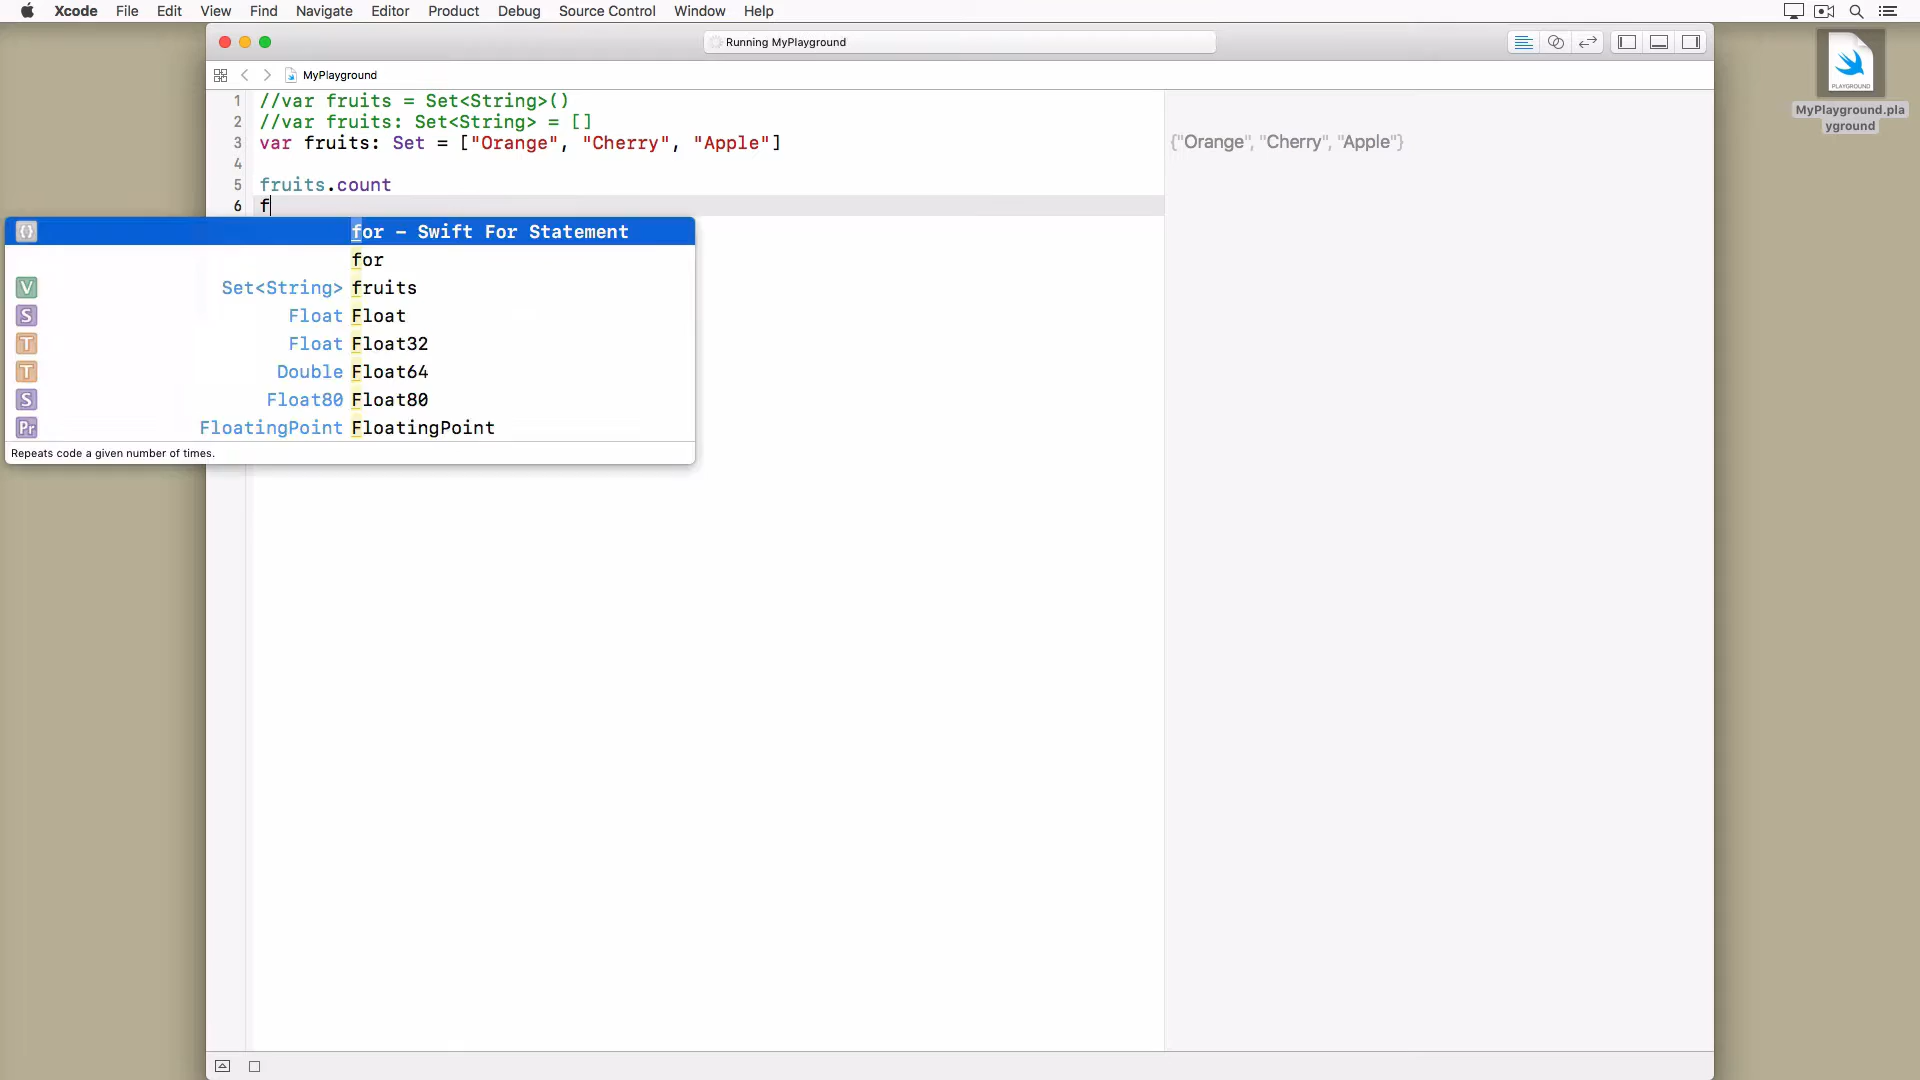 Xcode File Edit View Find Navigate Editor Product Debug Source Control Window Help
Running MyPlayground
MyPlayground
1 //var fruits = Set<String>()
2 //var fruits: Set<String> = []
3 var fruits: Set = ["Orange", "Cherry", "Apple"]
{"Orange", "Cherry", "Apple"}
4
5 fruits.count
6 f
{} for - Swift For Statement
for
V Set<String> fruits
S Float Float
T Float Float32
T Double Float64
S Float80 Float80
Pr FloatingPoint FloatingPoint
Repeats code a given number of times.
PLAYGROUND
MyPlayground.pla
yground